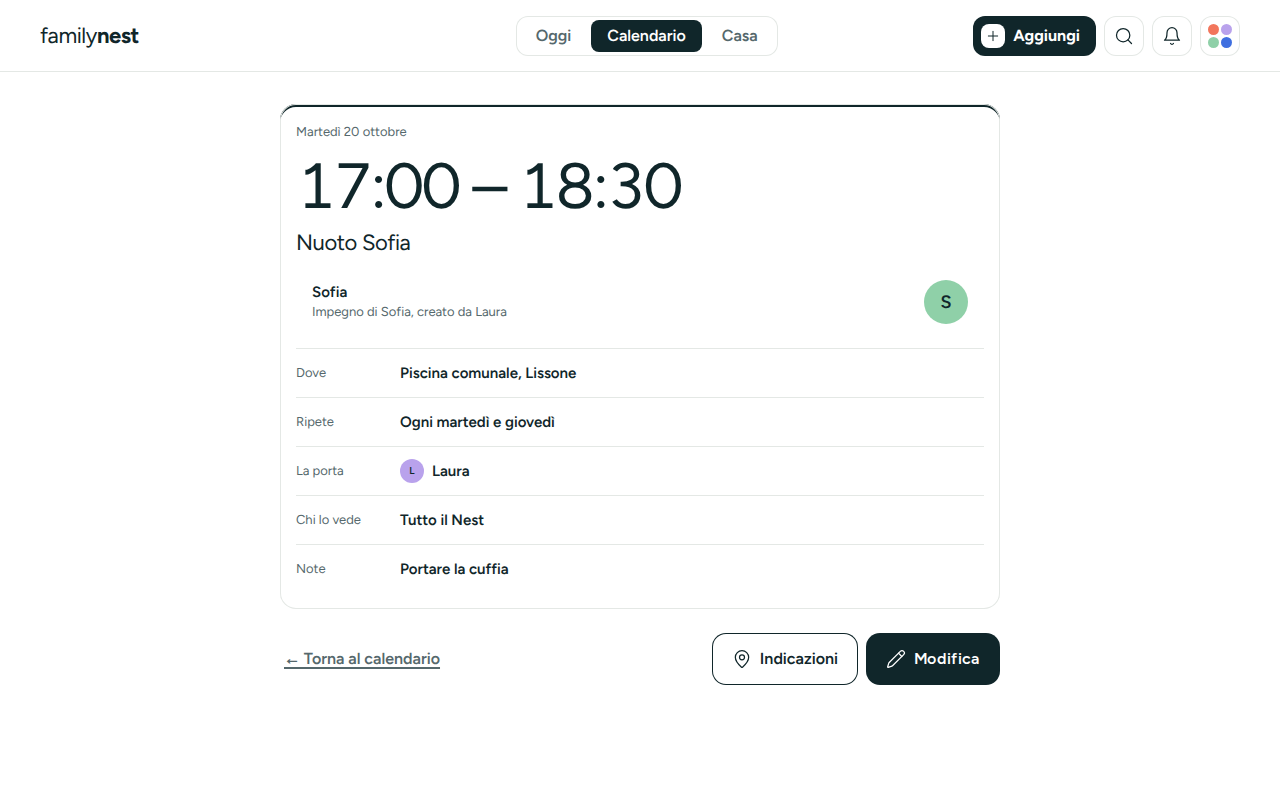 familynest
Oggi
Calendario
Casa
Aggiungi
Martedì 20 ottobre
17:00 – 18:30
Nuoto Sofia
Sofia
Impegno di Sofia, creato da Laura
S
Dove Piscina comunale, Lissone
Ripete Ogni martedì e giovedì
La porta L Laura
Chi lo vede Tutto il Nest
Note Portare la cuffia
← Torna al calendario
Indicazioni
Modifica